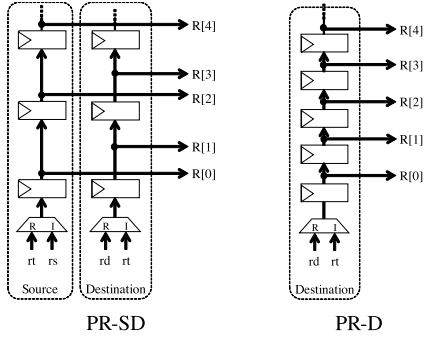 R[4]
R[3]
R[2]
R[1]
R[0]
R I R I
rt rs rd rt
Source Destination
PR-SD
R[4]
R[3]
R[2]
R[1]
R[0]
R I
rd rt
Destination
PR-D